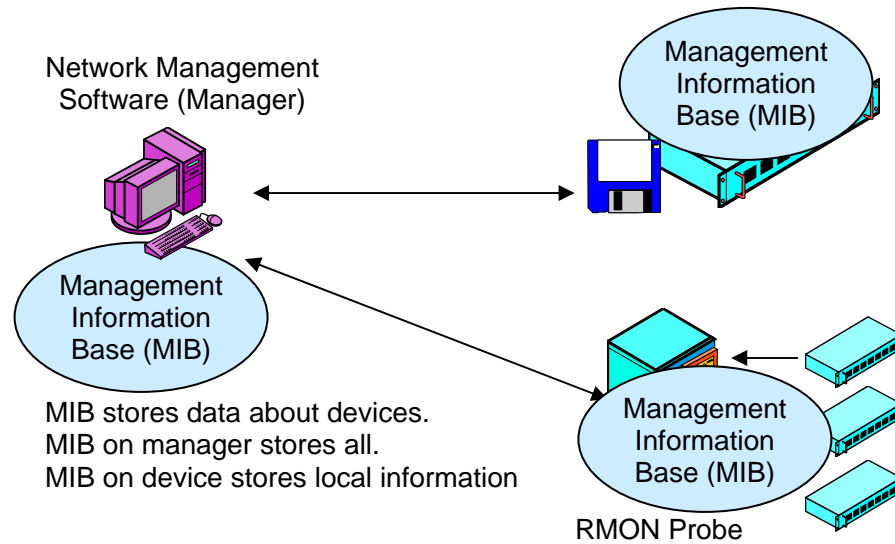 Network Management
Software (Manager)
Management
Information
Base (MIB)
Management
Information
Base (MIB)
MIB stores data about devices.
MIB on manager stores all.
MIB on device stores local information
Management
Information
Base (MIB)
RMON Probe